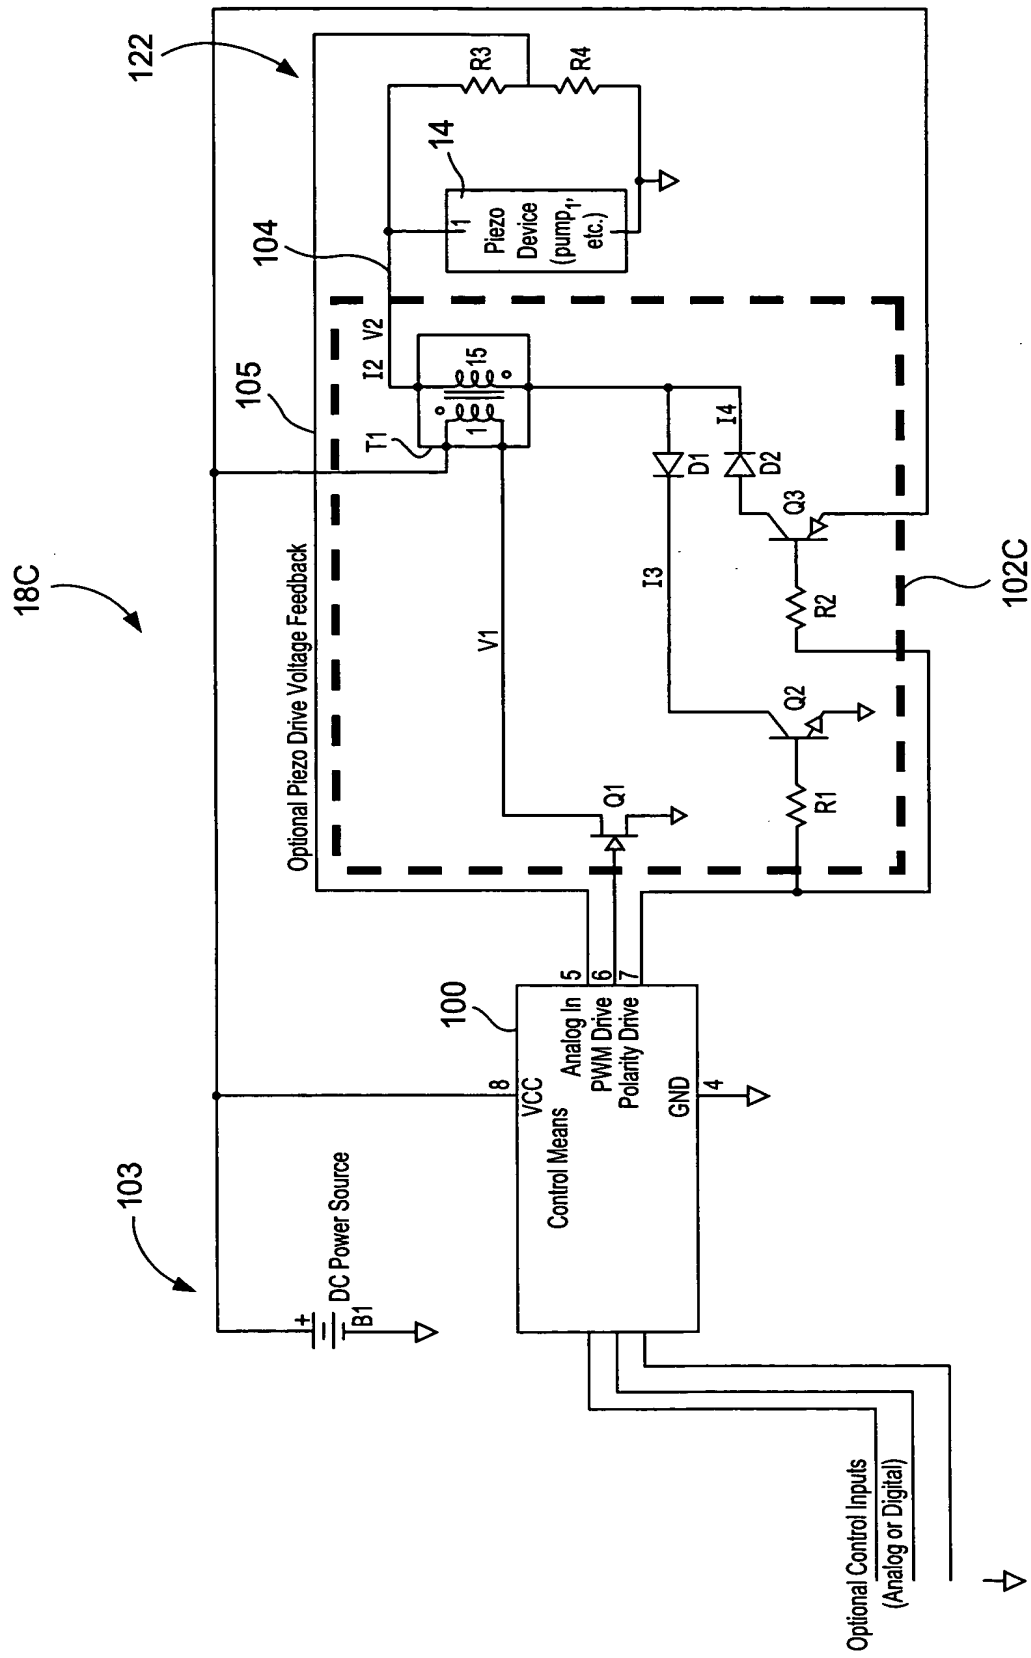 18C
103
122
105
104
14
100
102C
DC Power Source
+
B1
Optional Piezo Drive Voltage Feedback
8
VCC
Control Means
Analog In
PWM Drive
Polarity Drive
5
6
7
GND
4
Optional Control Inputs
(Analog or Digital)
T1
1
15
I2
V2
V1
I3
I4
D1
D2
Q1
Q2
Q3
R1
R2
R3
R4
1
Piezo
Device
(pump1,
etc.)